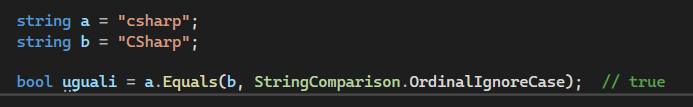 string a = "csharp";
string b = "CSharp";
bool uguali = a.Equals(b, StringComparison.OrdinalIgnoreCase);  // true